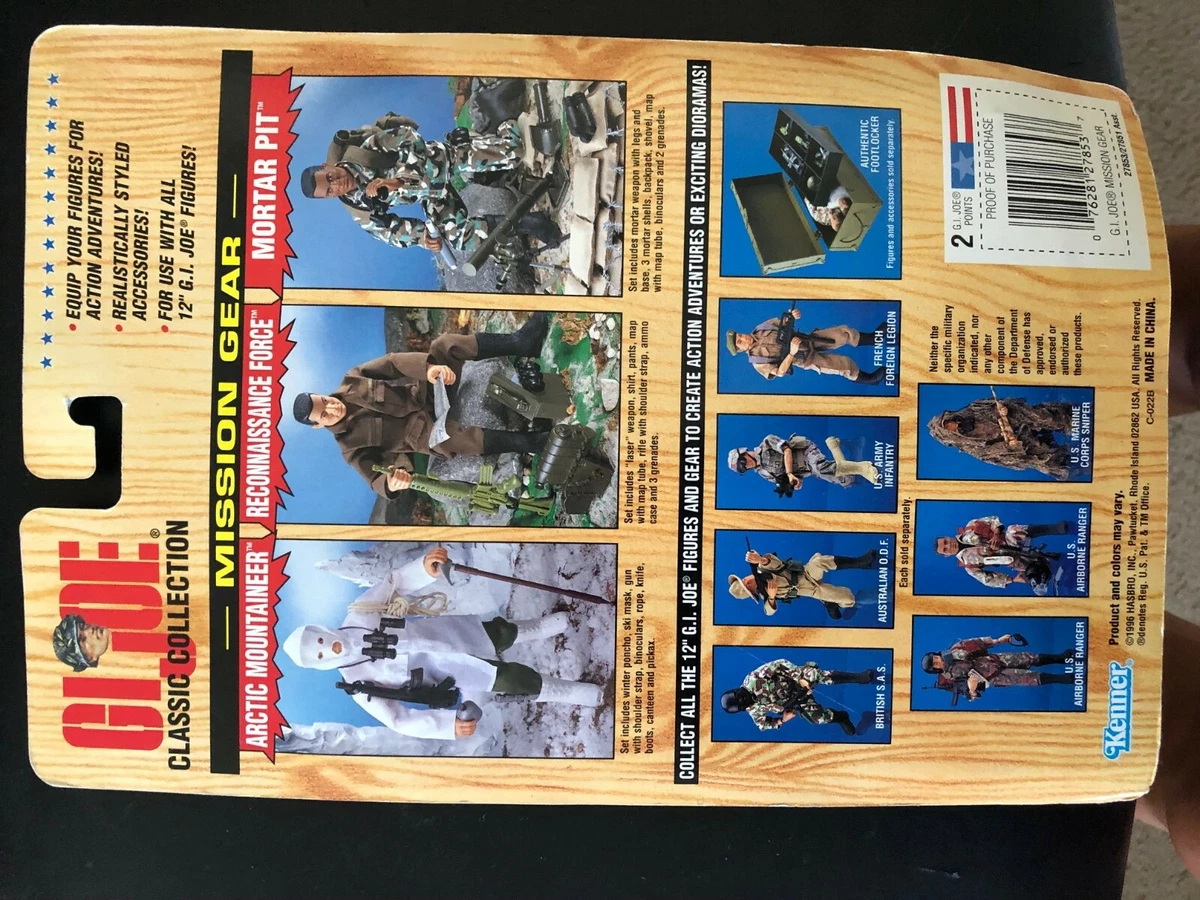 GI JOE®
CLASSIC COLLECTION
• EQUIP YOUR FIGURES FOR
ACTION ADVENTURES!
• REALISTICALLY STYLED
ACCESSORIES!
• FOR USE WITH ALL
12" G.I. JOE® FIGURES!
MISSION GEAR
ARCTIC MOUNTAINEER™
RECONNAISSANCE FORCE™
MORTAR PIT™
Set includes winter poncho, ski mask, gun
with shoulder strap, binoculars, rope, knife,
boots, canteen and pickax.
Set includes "laser" weapon, shirt, pants, map
with map tube, rifle with shoulder strap, ammo
case and 3 grenades.
Set includes mortar weapon with legs and
base, 3 mortar shells, backpack, shovel, map
with map tube, binoculars and 2 grenades.
COLLECT ALL THE 12" G.I. JOE® FIGURES AND GEAR TO CREATE ACTION ADVENTURES OR EXCITING DIORAMAS!
BRITISH S.A.S.
AUSTRALIAN O.D.F.
U.S. ARMY
INFANTRY
FRENCH
FOREIGN LEGION
AUTHENTIC
FOOTLOCKER
Figures and accessories sold separately.
Each sold separately.
U.S.
AIRBORNE RANGER
U.S.
AIRBORNE RANGER
U.S. MARINE
CORPS SNIPER
Neither the
specific military
organization
indicated, nor
any other
component of
the Department
of Defense has
approved,
endorsed or
authorized
these products.
2 G.I. JOE®
POINTS
PROOF OF PURCHASE
0 76281 27853 7
G.I. JOE® MISSION GEAR
27853/27851 Asst.
Kenner
Product and colors may vary.
©1996 HASBRO, INC., Pawtucket, Rhode Island 02862 USA. All Rights Reserved.
®denotes Reg. U.S. Pat. & TM Office.
C-022B MADE IN CHINA.